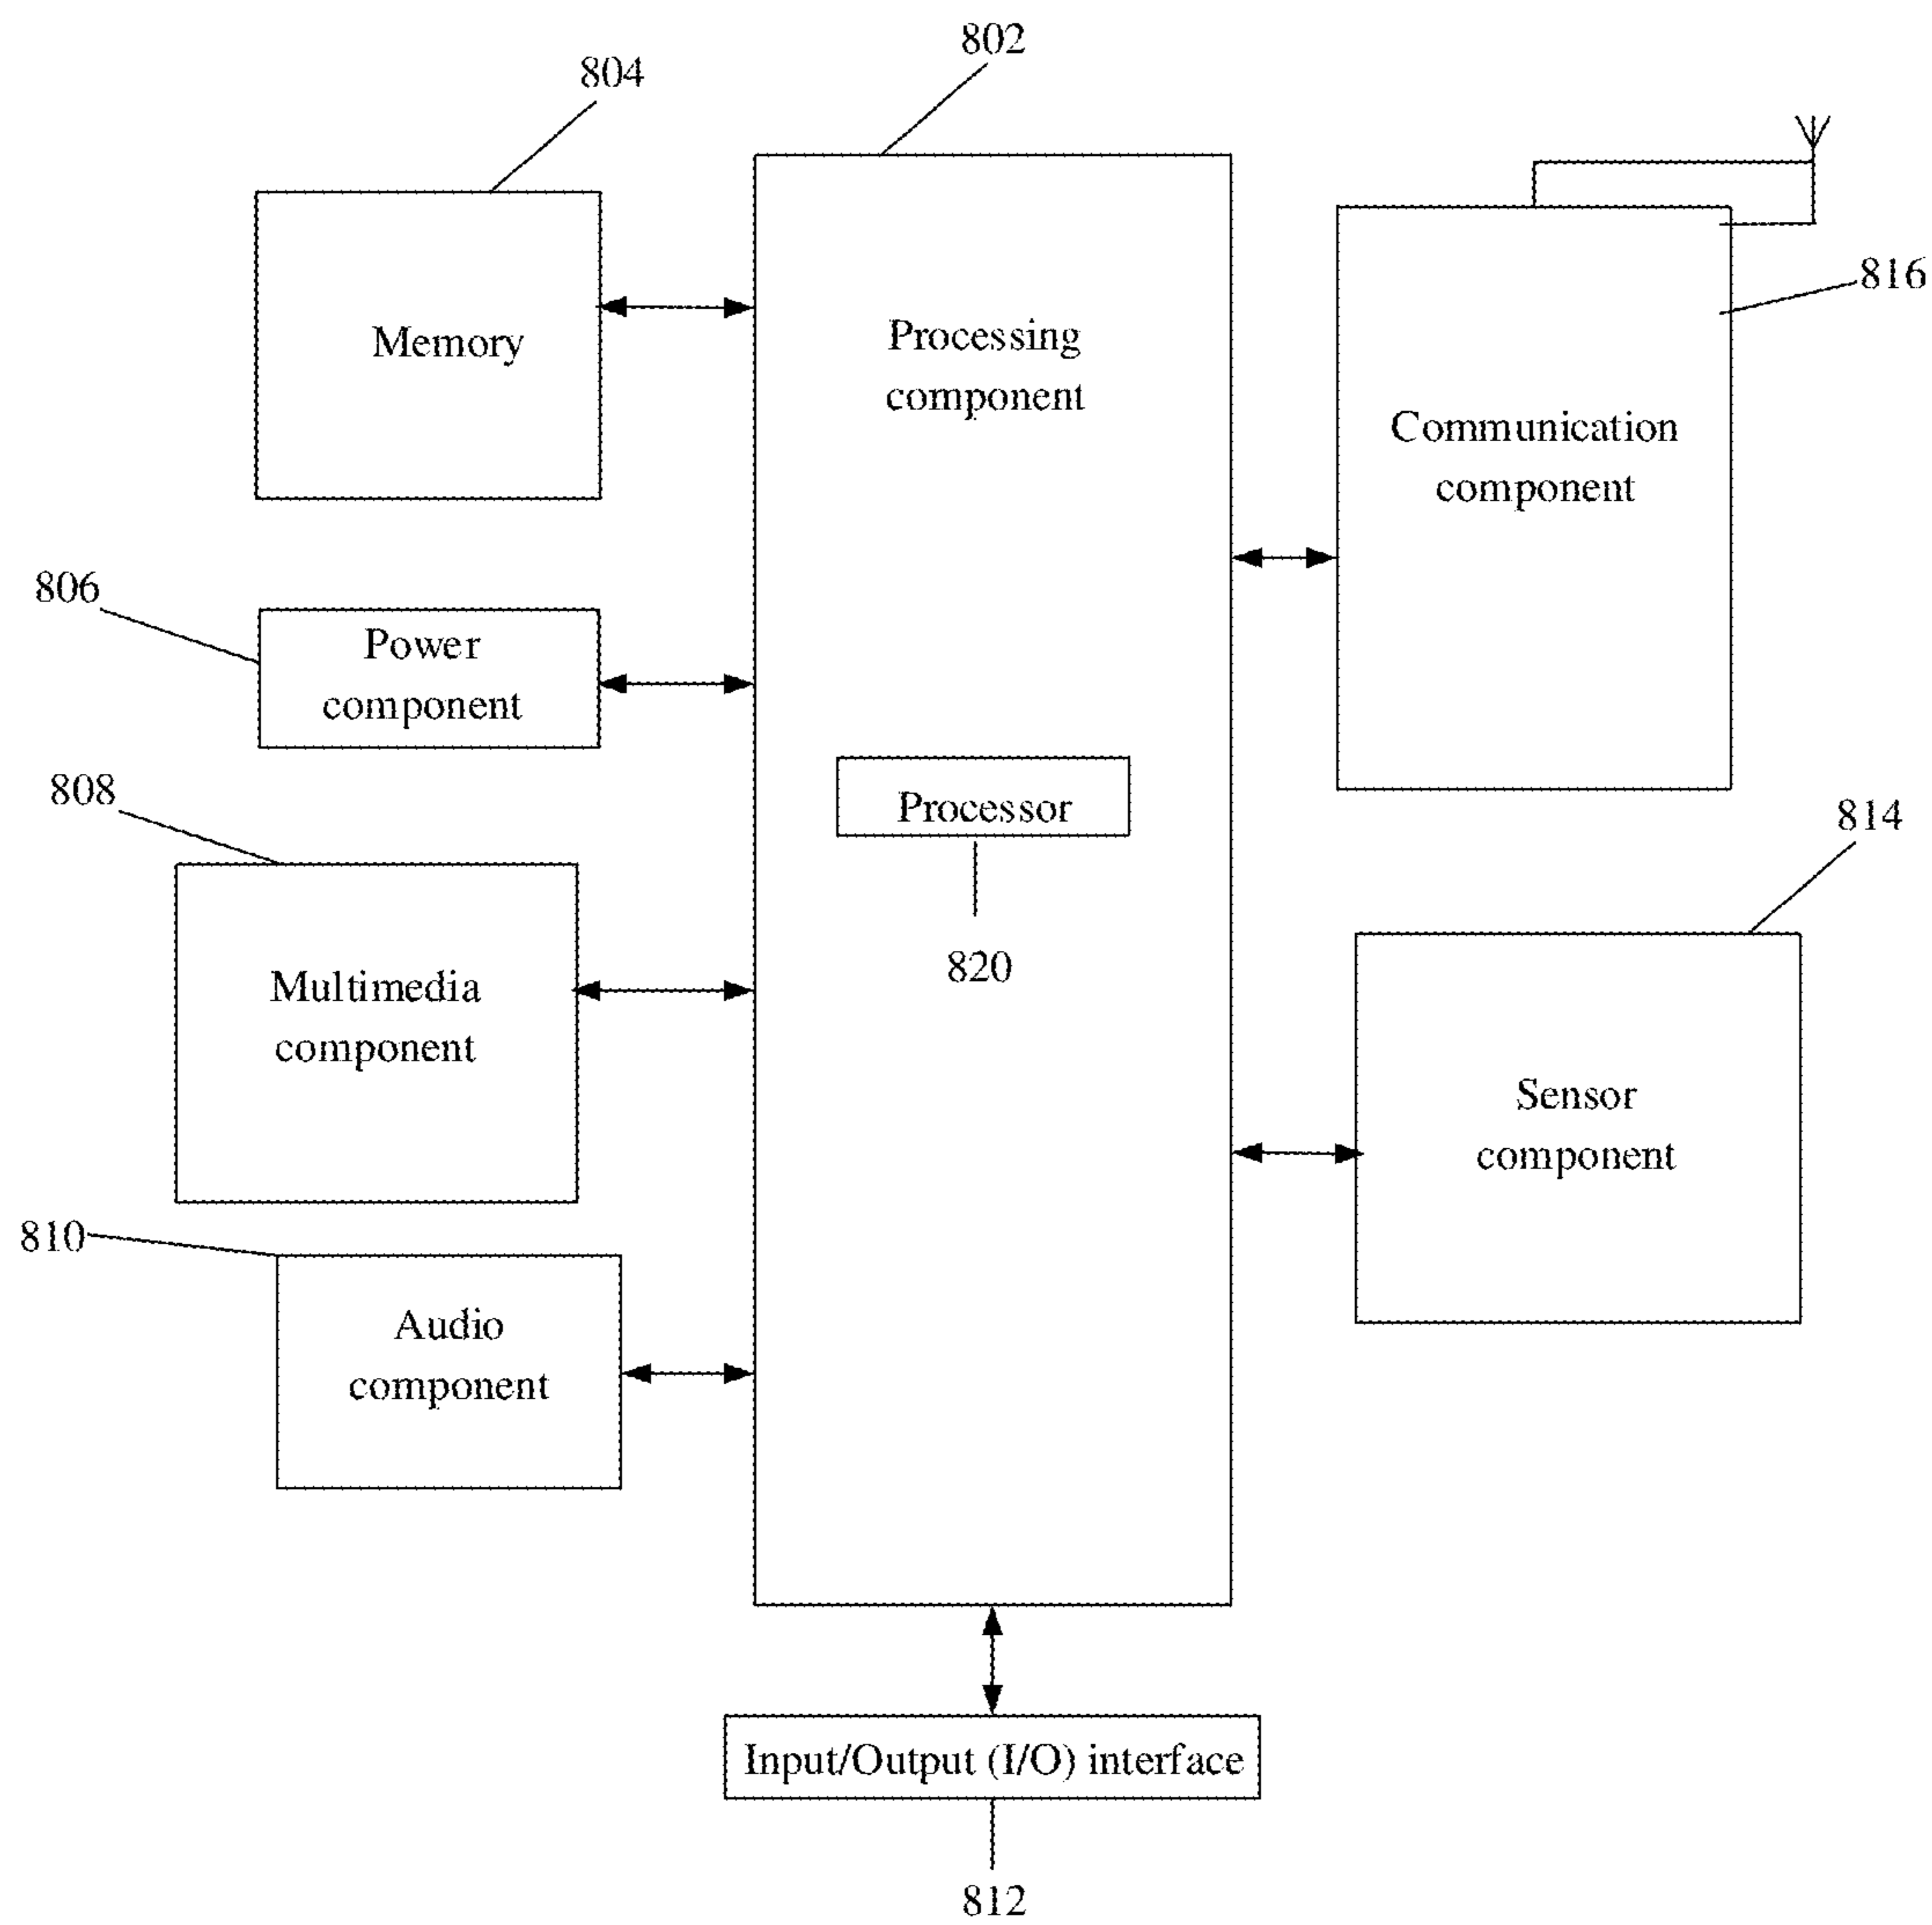 802
804
Memory
Processing
component
816
Communication
component
806
Power
component
808
Processor
814
820
Multimedia
component
Sensor
component
810
Audio
component
Input/Output (I/O) interface
812